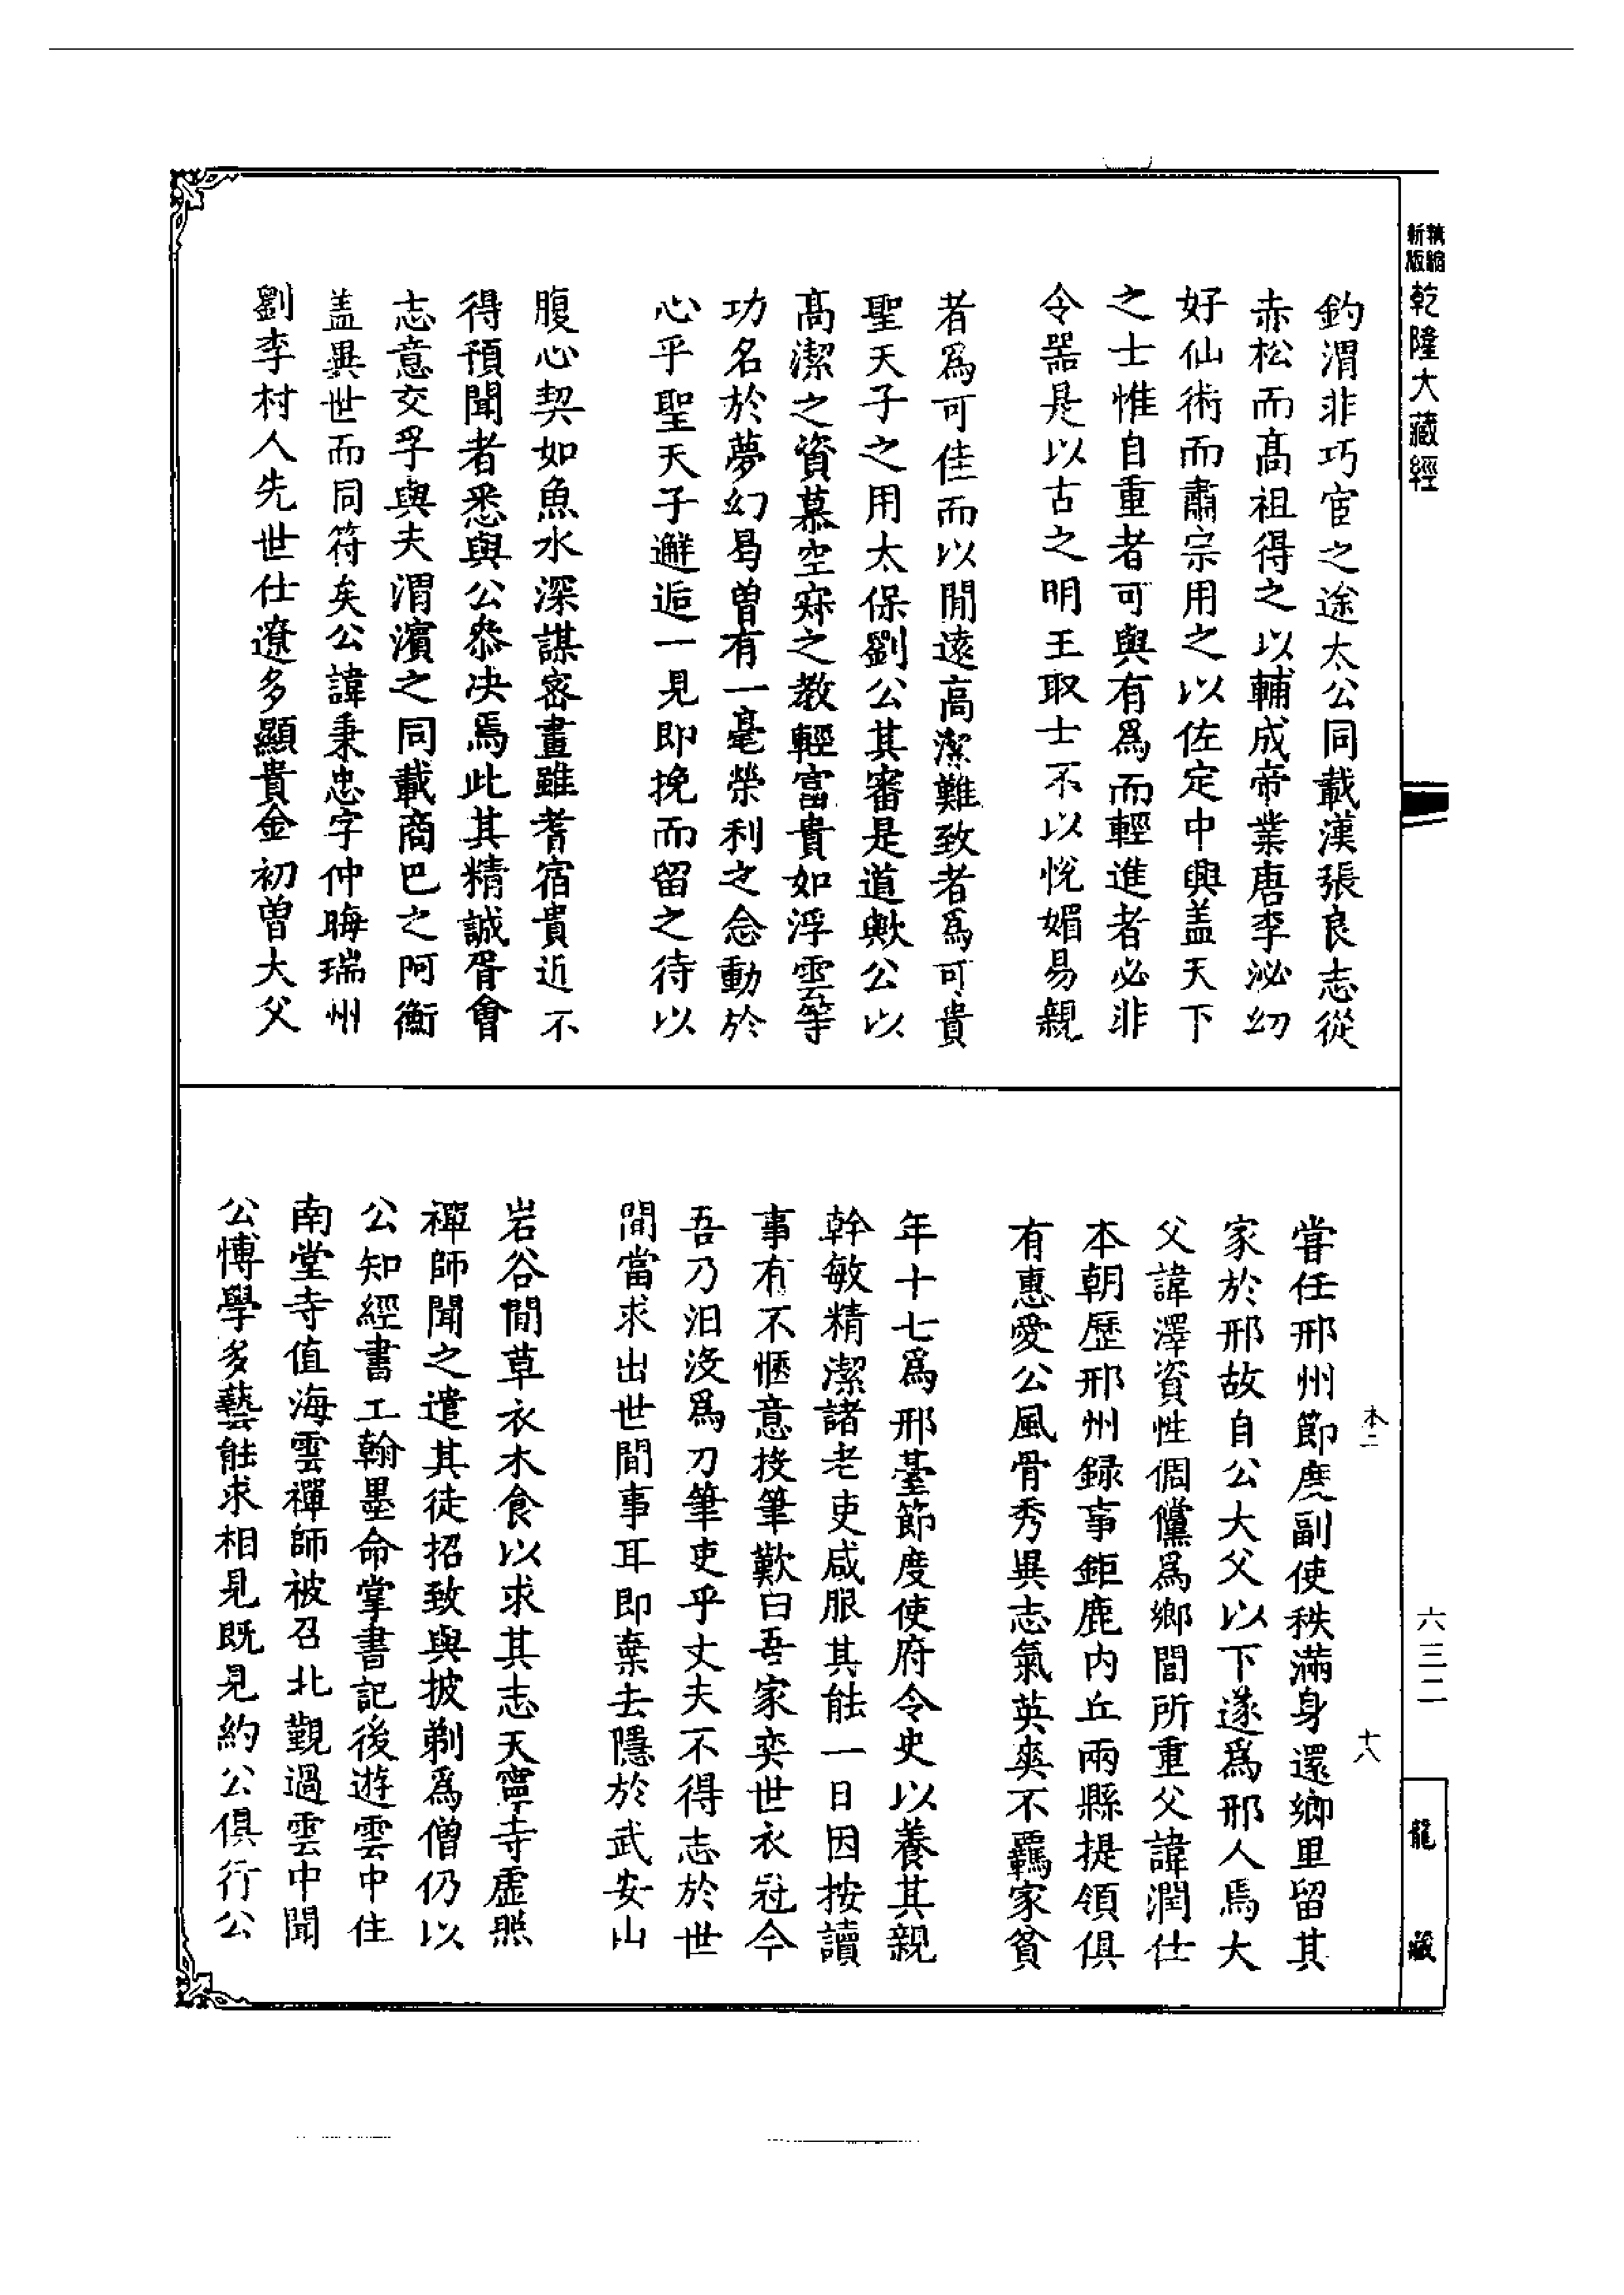 精縮新版
乾隆大藏經
釣渭非巧宦之途太公同載漢張良志從
赤松而髙祖得之以輔成帝業唐李泌幼
好仙術而肅宗用之以佐定中興盖天下
之士惟自重者可與有爲而輕進者必非
令器是以古之明王取士不以悅媚易親
者爲可佳而以閒遠高潔難致者爲可貴
聖天子之用太保劉公其審是道歟公以
髙潔之資慕空寂之教輕富貴如浮雲等
功名於夢幻曷曽有一毫榮利之念動於
心乎聖天子邂逅一見即挽而留之待以
腹心契如魚水深謀密畫雖耆宿貴近不
得預聞者悉與公叅决焉此其精誠胥會
志意交孚與夫渭濱之同載商巴之阿衡
盖異世而同符矣公諱秉忠字仲晦瑞州
劉李村人先世仕遼多顯貴金初曽大父
甞任邢州節度副使秩滿身還鄉里留其
家於邢故自公大父以下遂爲邢人焉大
父諱澤資性倜儻爲鄉閭所重父諱潤仕
本朝歷邢州録事鉅鹿内丘兩縣提領俱
有惠愛公風骨秀異志氣英爽不覊家貧
年十七爲邢臺節度使府令史以養其親
幹敏精潔諸老吏咸服其能一日因按讀
事有不愜意投筆歎曰吾家奕世衣冠今
吾乃汨没爲刀筆吏乎丈夫不得志於世
間當求出世間事耳即棄去隱於武安山
岩谷間草衣木食以求其志天寧寺虛照
禪師聞之遣其徒招致與披剃爲僧仍以
公知經書工翰墨命掌書記後遊雲中住
南堂寺值海雲禪師被召北覲過雲中聞
公博學多藝能求相見既見約公俱行公
本二
十八
六三二
龍藏